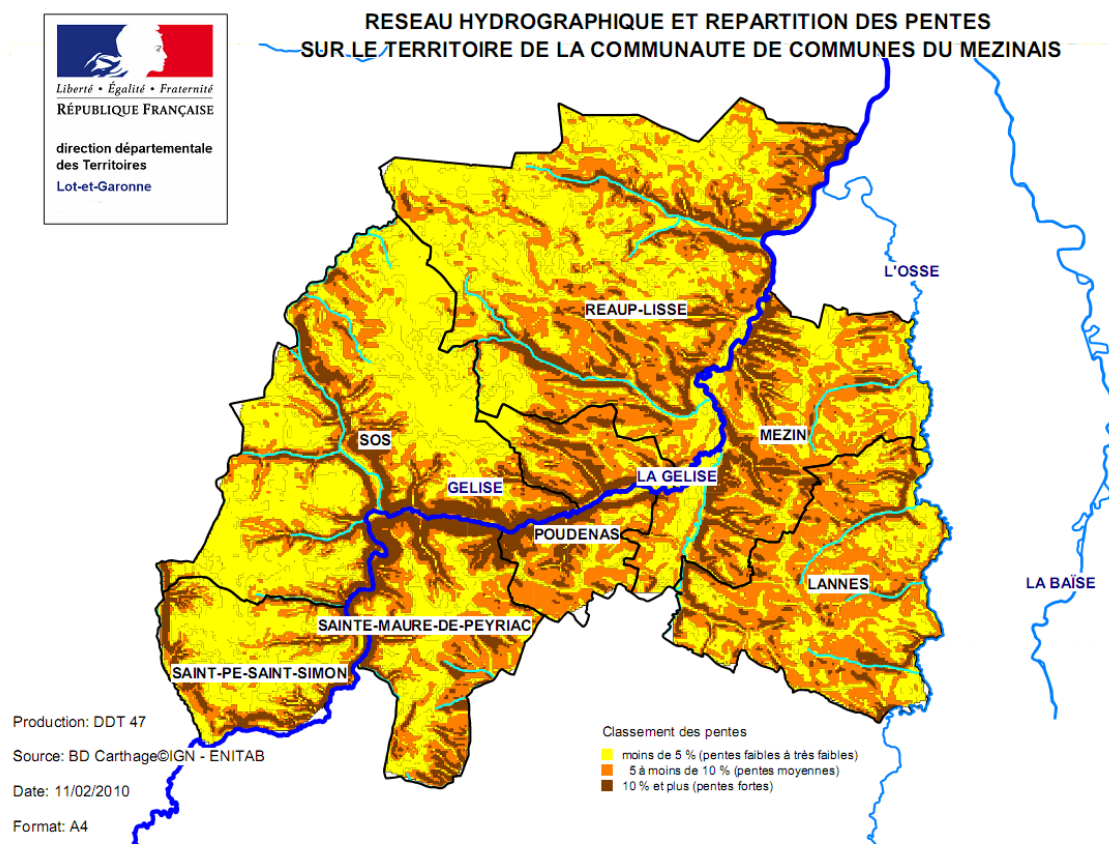 RESEAU HYDROGRAPHIQUE ET REPARTITION DES PENTES
SUR LE TERRITOIRE DE LA COMMUNAUTE DE COMMUNES DU MEZINAIS
Liberté • Égalité • Fraternité
RÉPUBLIQUE FRANÇAISE
direction départementale
des Territoires
Lot-et-Garonne
L'OSSE
REAUP-LISSE
SOS
MEZIN
LA GELISE
GELISE
POUDENAS
LANNES
LA BAÏSE
SAINTE-MAURE-DE-PEYRIAC
SAINT-PE-SAINT-SIMON
Production: DDT 47
Source: BD Carthage©IGN - ENITAB
Date: 11/02/2010
Format: A4
Classement des pentes
moins de 5 % (pentes faibles à très faibles)
5 à moins de 10 % (pentes moyennes)
10 % et plus (pentes fortes)